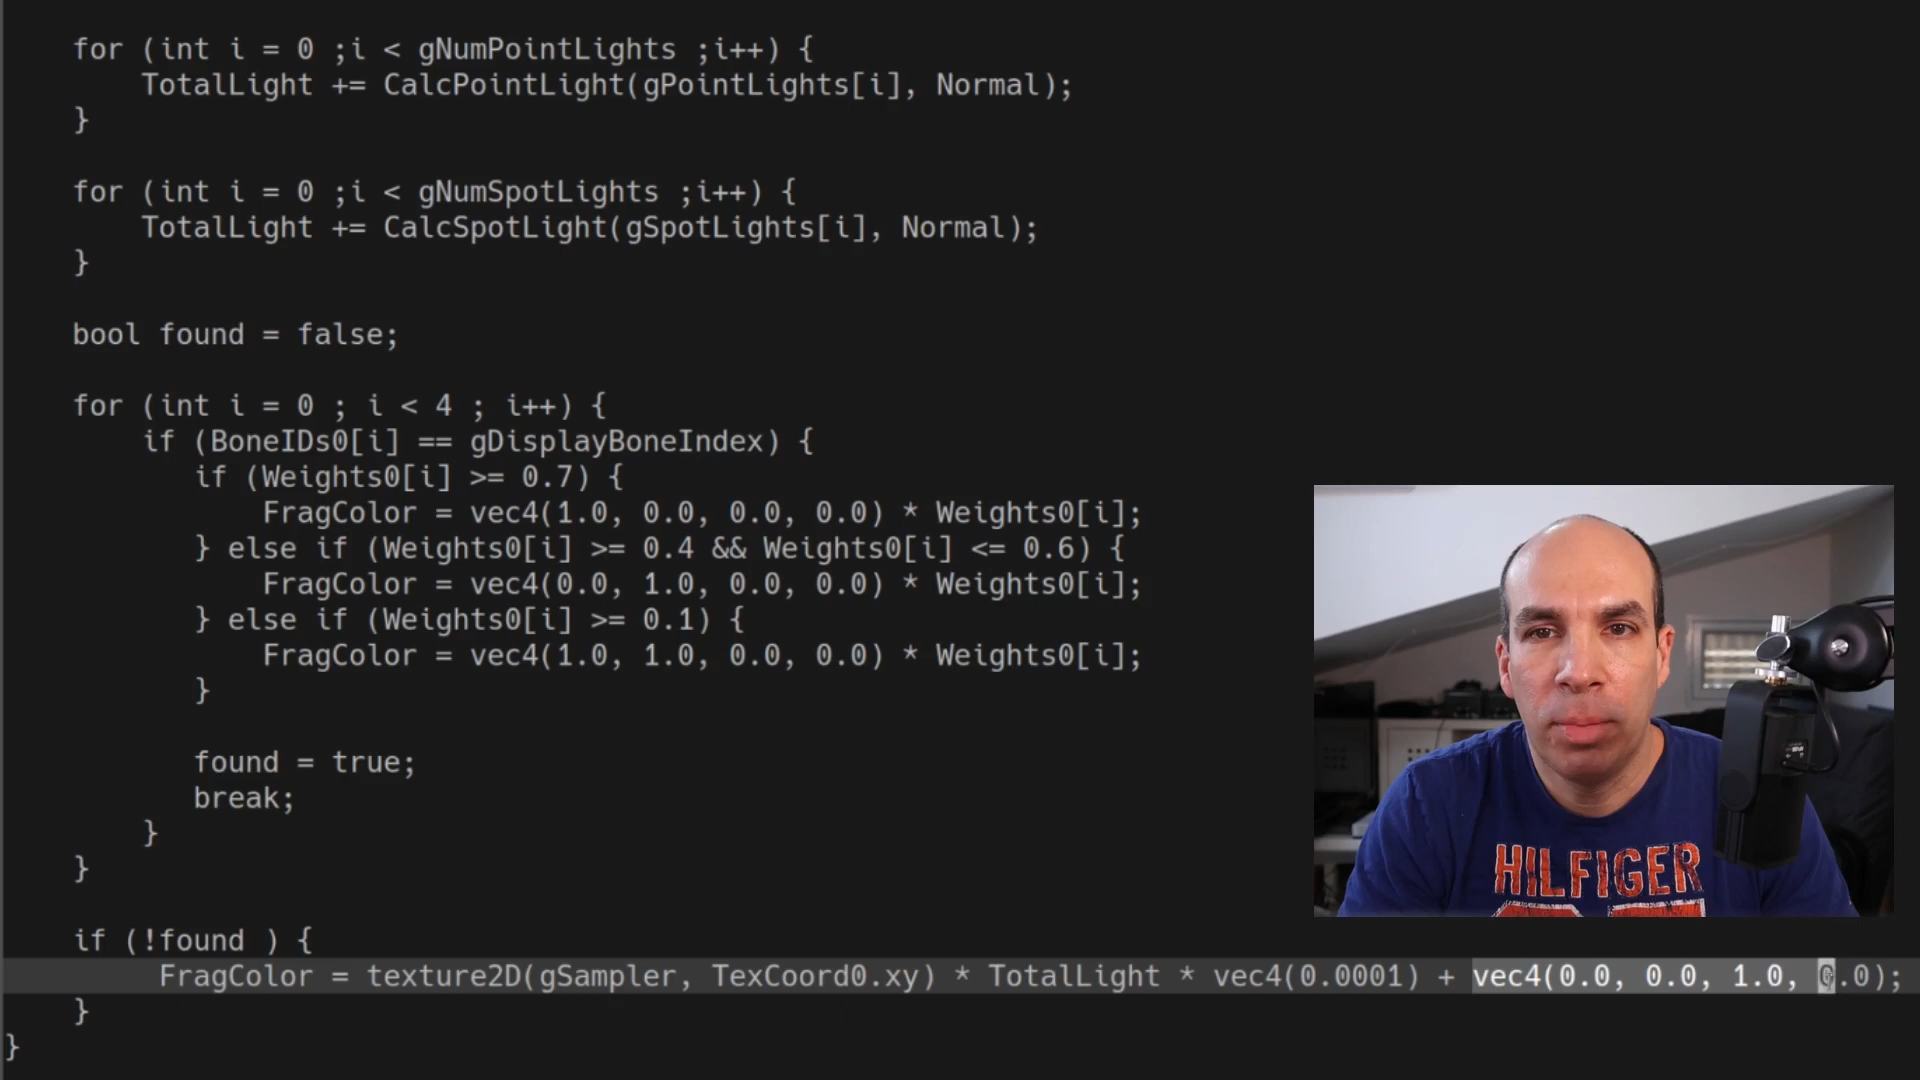 for (int i = 0 ;i < gNumPointLights ;i++) {
TotalLight += CalcPointLight(gPointLights[i], Normal);
}
for (int i = 0 ;i < gNumSpotLights ;i++) {
TotalLight += CalcSpotLight(gSpotLights[i], Normal);
}
bool found = false;
for (int i = 0 ; i < 4 ; i++) {
if (BoneIDs0[i] == gDisplayBoneIndex) {
if (Weights0[i] >= 0.7) {
FragColor = vec4(1.0, 0.0, 0.0, 0.0) * Weights0[i];
} else if (Weights0[i] >= 0.4 && Weights0[i] <= 0.6) {
FragColor = vec4(0.0, 1.0, 0.0, 0.0) * Weights0[i];
} else if (Weights0[i] >= 0.1) {
FragColor = vec4(1.0, 1.0, 0.0, 0.0) * Weights0[i];
}
found = true;
break;
}
}
if (!found ) {
FragColor = texture2D(gSampler, TexCoord0.xy) * TotalLight * vec4(0.0001) + vec4(0.0, 0.0, 1.0, 0.0);
}
}
HILFIGER